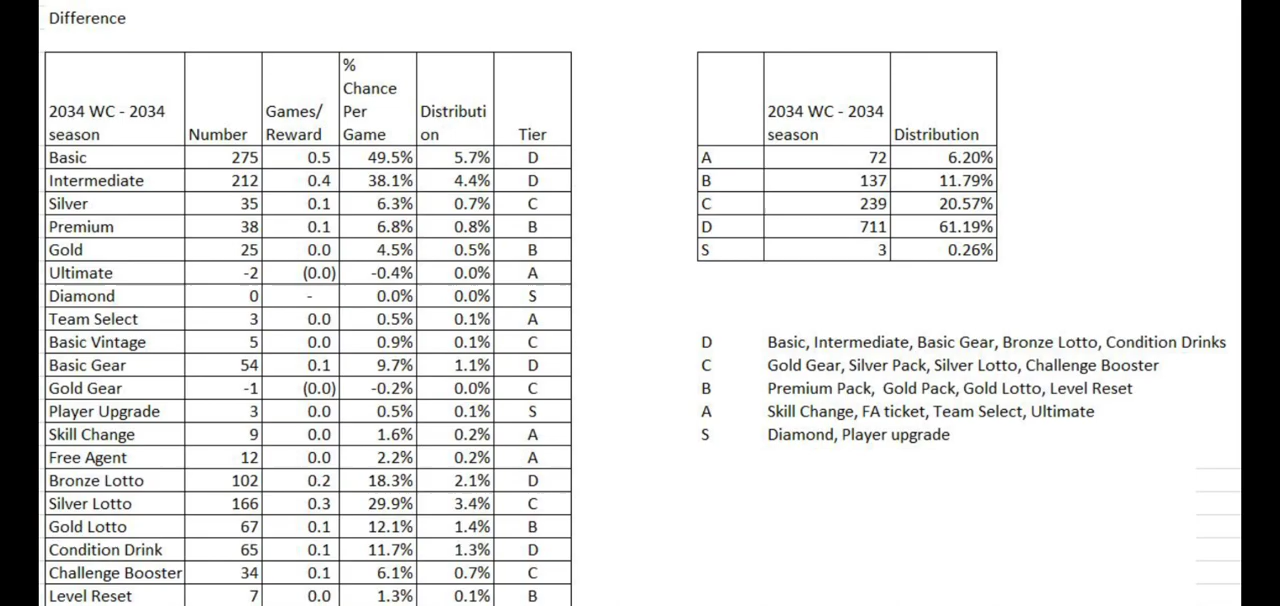 Difference
2034 WC - 2034 season Number Games/ Reward % Chance Per Game Distributi on Tier
Basic 275 0.5 49.5% 5.7% D
Intermediate 212 0.4 38.1% 4.4% D
Silver 35 0.1 6.3% 0.7% C
Premium 38 0.1 6.8% 0.8% B
Gold 25 0.0 4.5% 0.5% B
Ultimate -2 (0.0) -0.4% 0.0% A
Diamond 0 - 0.0% 0.0% S
Team Select 3 0.0 0.5% 0.1% A
Basic Vintage 5 0.0 0.9% 0.1% C
Basic Gear 54 0.1 9.7% 1.1% D
Gold Gear -1 (0.0) -0.2% 0.0% C
Player Upgrade 3 0.0 0.5% 0.1% S
Skill Change 9 0.0 1.6% 0.2% A
Free Agent 12 0.0 2.2% 0.2% A
Bronze Lotto 102 0.2 18.3% 2.1% D
Silver Lotto 166 0.3 29.9% 3.4% C
Gold Lotto 67 0.1 12.1% 1.4% B
Condition Drink 65 0.1 11.7% 1.3% D
Challenge Booster 34 0.1 6.1% 0.7% C
Level Reset 7 0.0 1.3% 0.1% B
2034 WC - 2034 season Distribution
A 72 6.20%
B 137 11.79%
C 239 20.57%
D 711 61.19%
S 3 0.26%
D Basic, Intermediate, Basic Gear, Bronze Lotto, Condition Drinks
C Gold Gear, Silver Pack, Silver Lotto, Challenge Booster
B Premium Pack, Gold Pack, Gold Lotto, Level Reset
A Skill Change, FA ticket, Team Select, Ultimate
S Diamond, Player upgrade